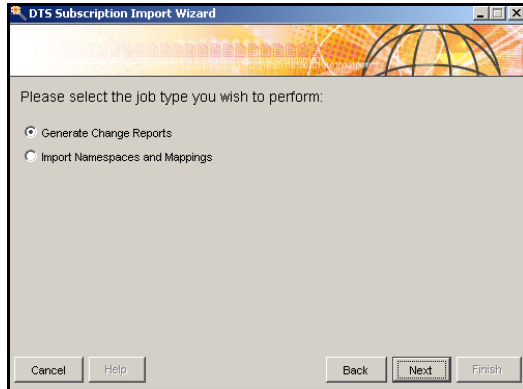 DTS Subscription Import Wizard
Please select the job type you wish to perform:
Generate Change Reports
Import Namespaces and Mappings
Cancel Help Back Next Finish